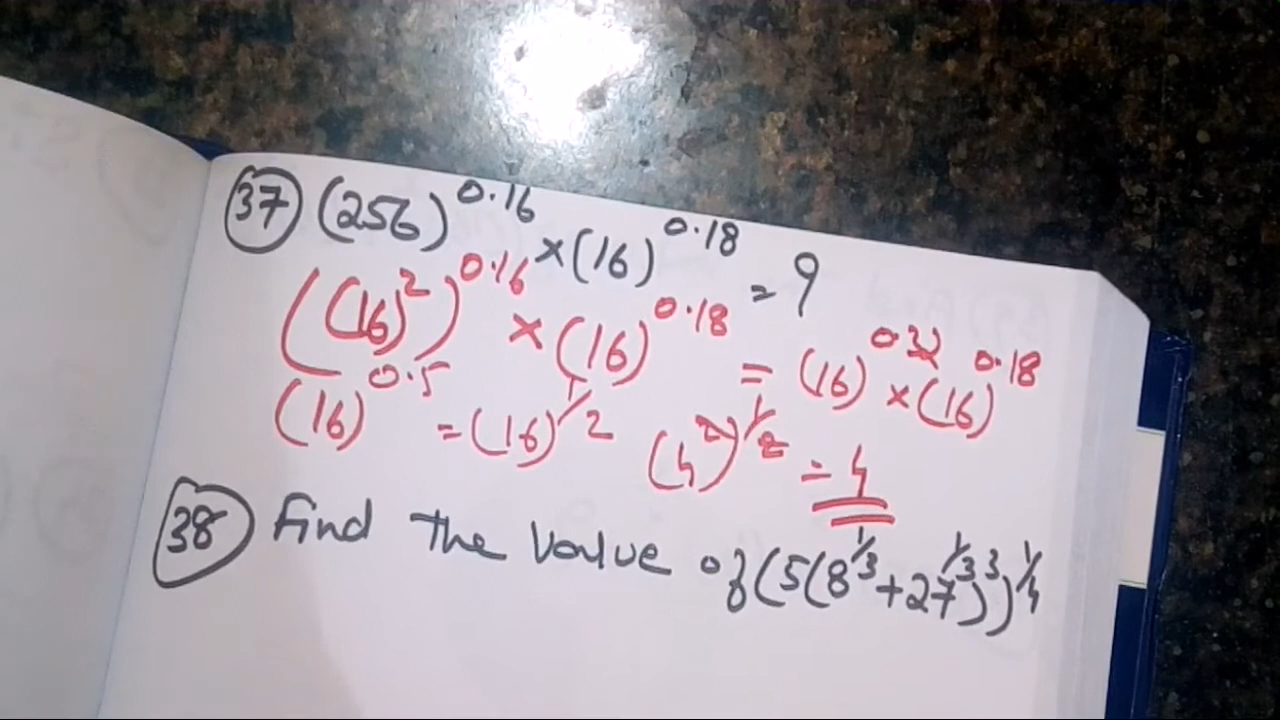 37 (256)^0.16 × (16)^0.18 = 9
((16)^2)^0.16 × (16)^0.18 = (16)^0.32 × (16)^0.18
(16)^0.5 = (16)^1/2 (4^2)^1/2 = 4
38 Find the value of (5(8^1/3 + 27^1/3)^3)^1/4